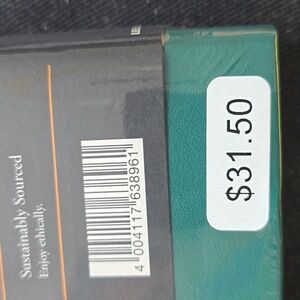 Sustainably Sourced
Enjoy ethically.
4 004117 638961
$31.50